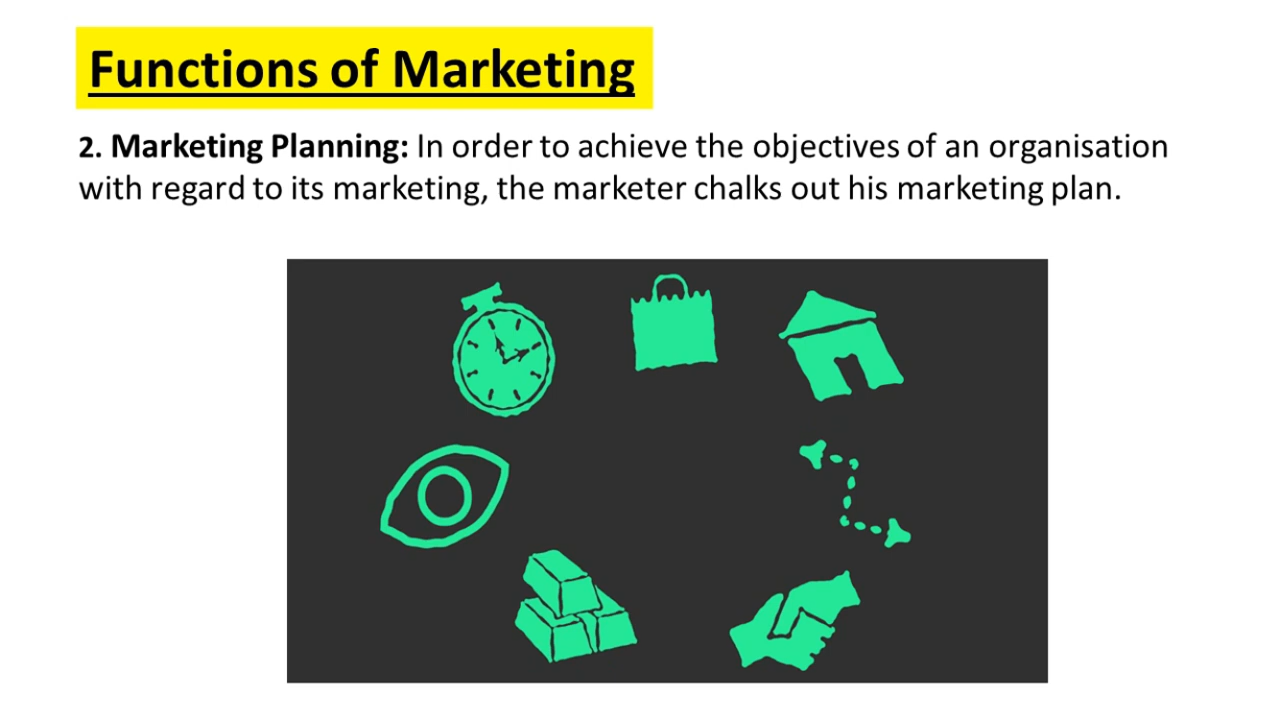 Functions of Marketing
2. Marketing Planning: In order to achieve the objectives of an organisation
with regard to its marketing, the marketer chalks out his marketing plan.